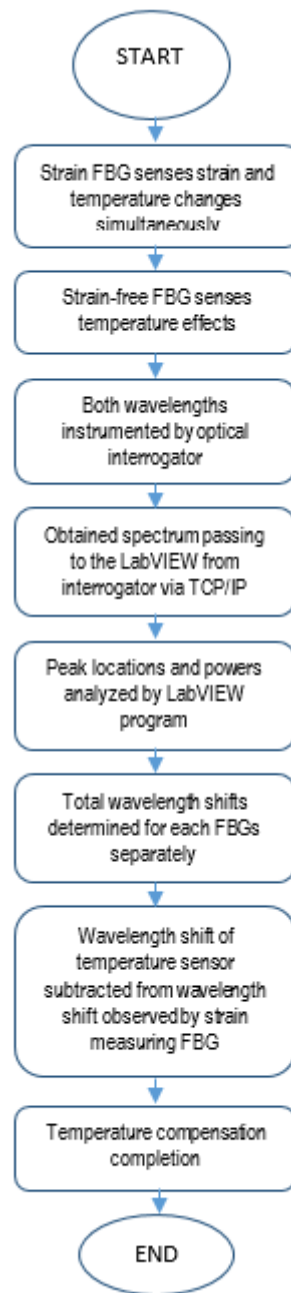 START
Strain FBG senses strain and
temperature changes
simultaneously
Strain-free FBG senses
temperature effects
Both wavelengths
instrumented by optical
interrogator
Obtained spectrum passing
to the LabVIEW from
interrogator via TCP/IP
Peak locations and powers
analyzed by LabVIEW
program
Total wavelength shifts
determined for each FBGs
separately
Wavelength shift of
temperature sensor
subtracted from wavelength
shift observed by strain
measuring FBG
Temperature compensation
completion
END